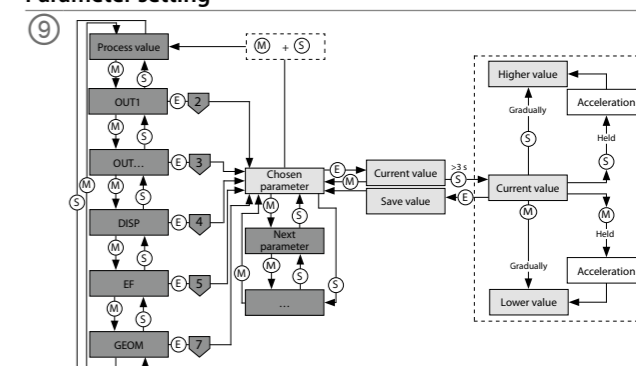 Parameter setting
9
Process value
M + S
M
S
OUT1
E
2
M
S
OUT...
E
3
M
S
M
S
DISP
E
4
M
S
EF
E
5
M
S
GEOM
E
7
Chosen
parameter
M
S
Next
parameter
M
S
M
S
...
E
M
Current value
Save value
>3 s
S
E
Current value
Higher value
Gradually
S
Acceleration
Held
S
M
Gradually
Lower value
M
Held
Acceleration